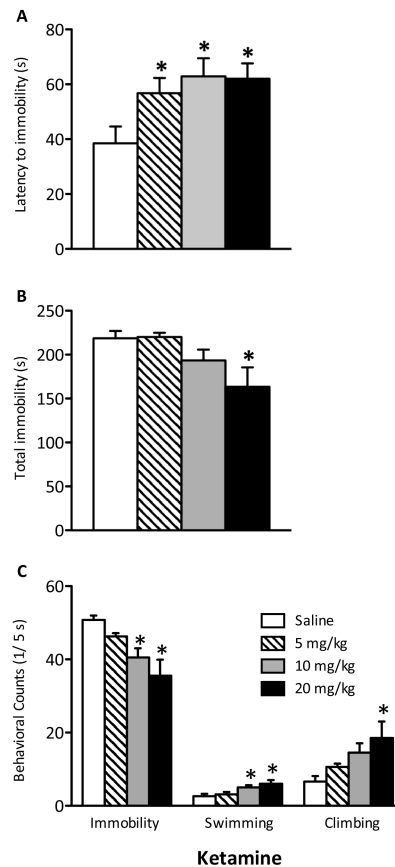 A
Latency to immobility (s)
80
60
40
20
0
* * *
B
Total immobility (s)
250
200
150
100
50
0
*
C
Behavioral Counts (1/ 5 s)
60
40
20
0
Saline
5 mg/kg
10 mg/kg
20 mg/kg
* * * * *
Immobility Swimming Climbing
Ketamine